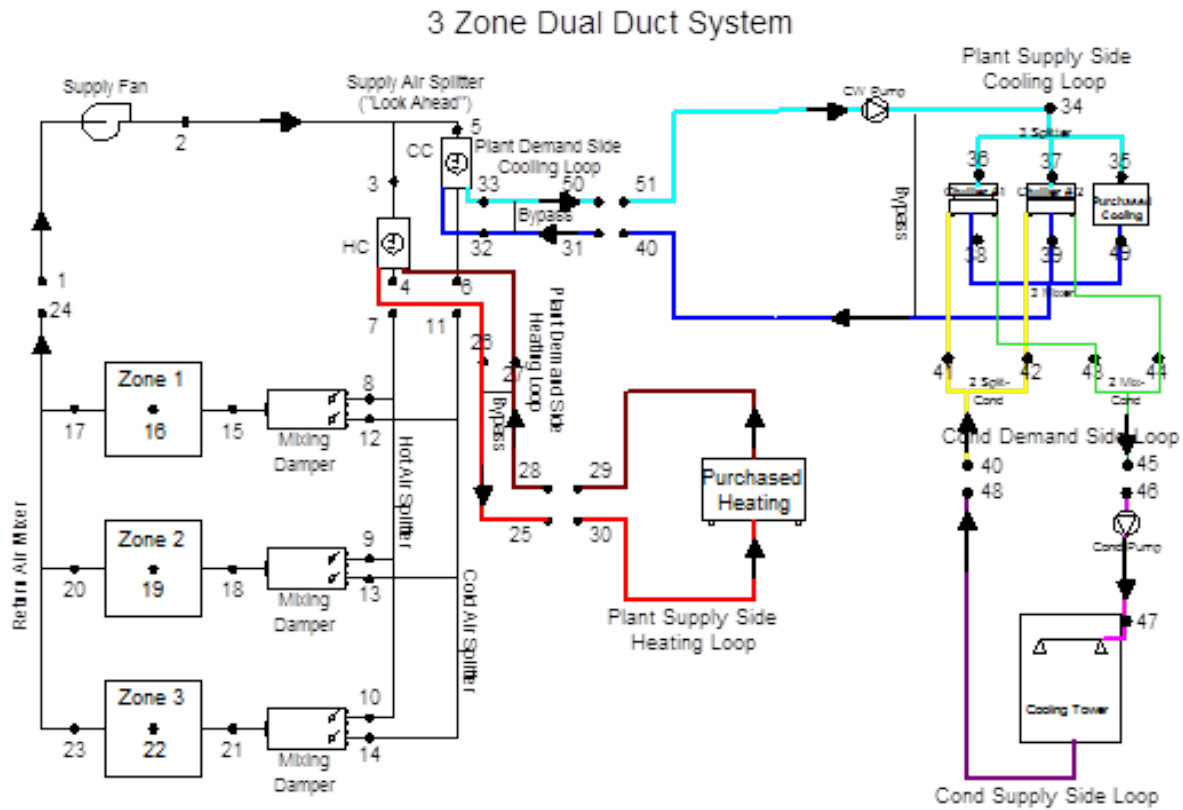 3 Zone Dual Duct System
Supply Fan
Supply Air Splitter
("Look Ahead")
Plant Supply Side
Cooling Loop
CW Pump
34
2
5
CC
Plant Demand Side
Cooling Loop
2 Splitter
36
37
35
3
33
50
51
Chiller #1
Chiller #2
Purchased
Cooling
Bypass
Bypass
HC
32
31
40
38
39
49
2 Mixer
1
4
6
24
7
11
Plant Demand Side
Heating Loop
26
27
41
42
43
44
2 Split-
Cond
2 Mix-
Cond
Zone 1
8
17
16
15
12
Mixing
Damper
Bypass
Hot Air Splitter
Cond Demand Side Loop
28
29
Purchased
Heating
40
45
48
46
25
30
Cond Pump
Zone 2
9
20
19
18
13
Mixing
Damper
Return Air Mixer
Cold Air Splitter
Plant Supply Side
Heating Loop
47
Zone 3
10
23
22
21
14
Mixing
Damper
Cooling Tower
Cond Supply Side Loop